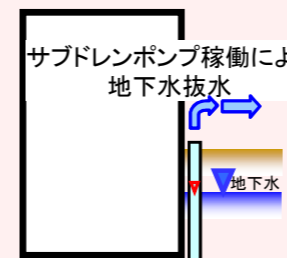 サブドレンポンプ稼働によ
地下水抜水
地下水